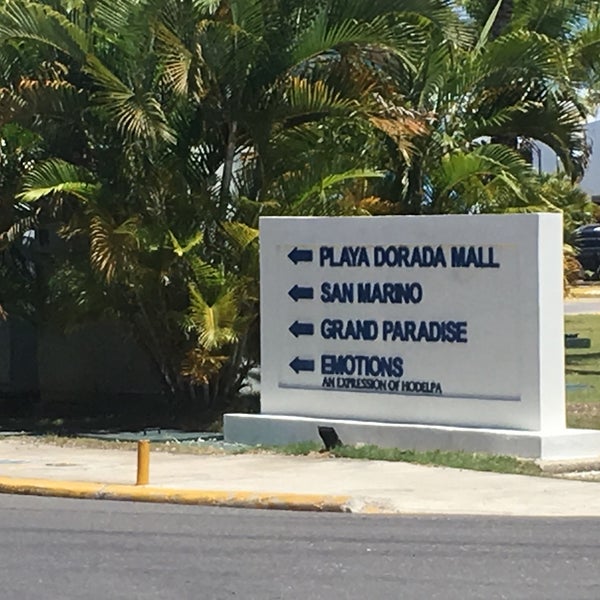 PLAYA DORADA MALL
SAN MARINO
GRAND PARADISE
EMOTIONS
AN EXPRESSION OF HODELPA